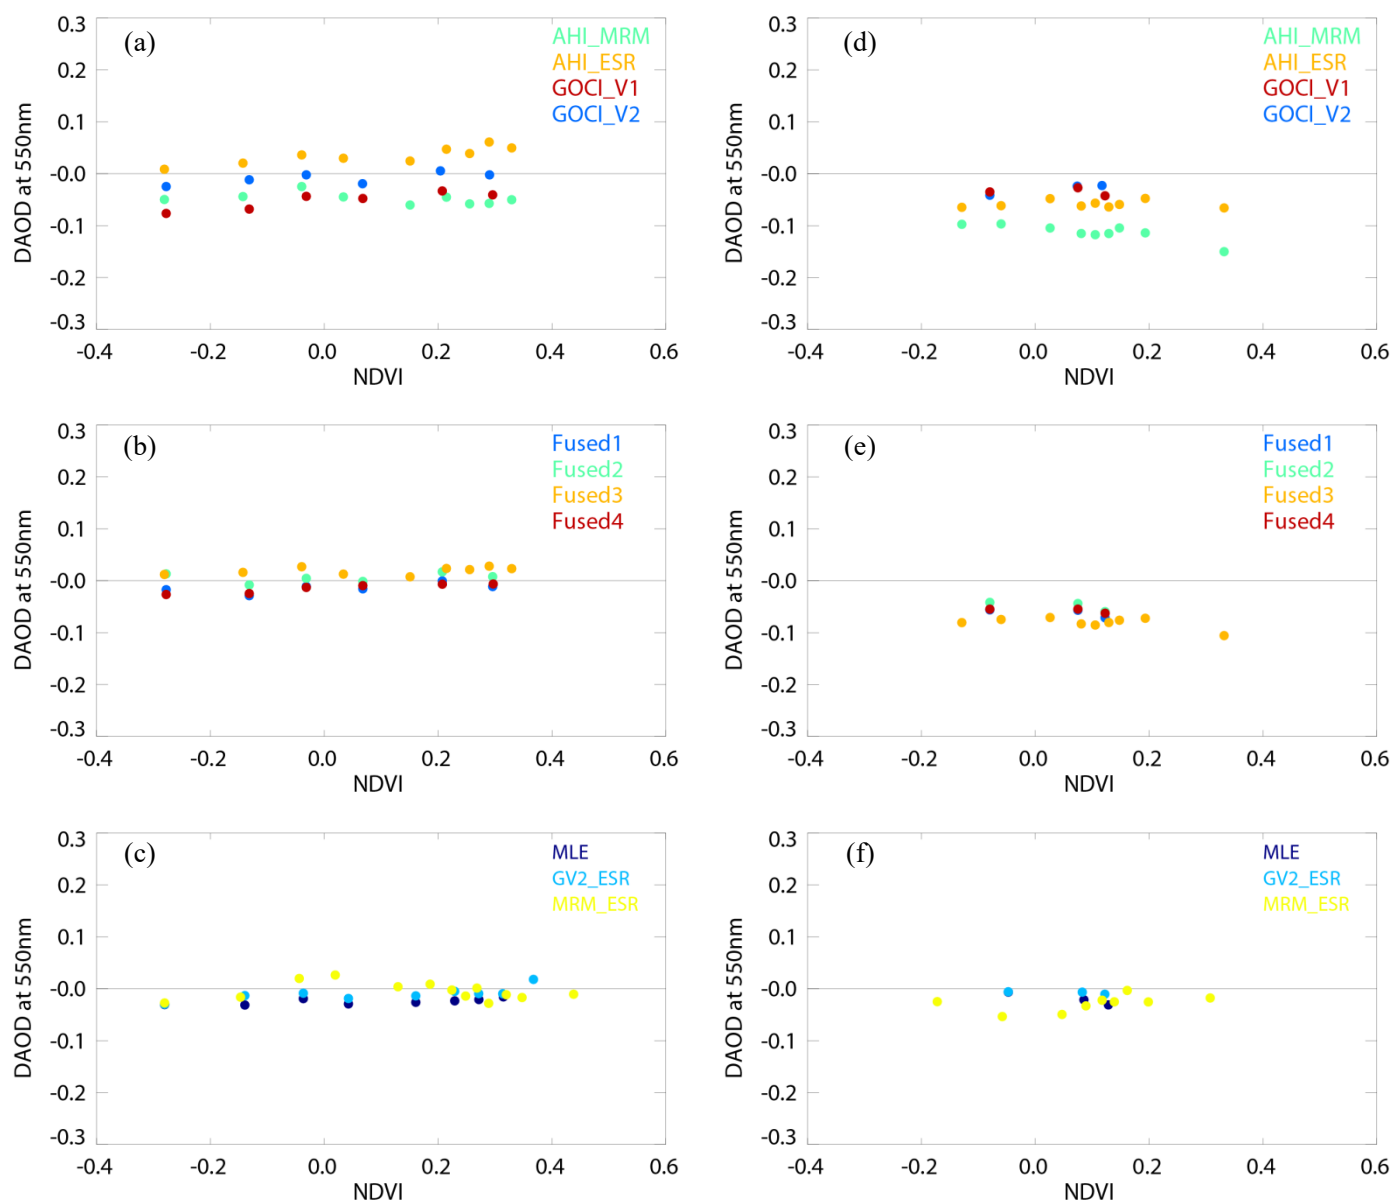 (a)
AHI_MRM
AHI_ESR
GOCI_V1
GOCI_V2
0.3
0.2
0.1
-0.0
-0.1
-0.2
-0.3
DAOD at 550nm
-0.4 -0.2 0.0 0.2 0.4 0.6
NDVI
(d)
AHI_MRM
AHI_ESR
GOCI_V1
GOCI_V2
0.3
0.2
0.1
-0.0
-0.1
-0.2
-0.3
DAOD at 550nm
-0.4 -0.2 0.0 0.2 0.4 0.6
NDVI
(b)
Fused1
Fused2
Fused3
Fused4
0.3
0.2
0.1
-0.0
-0.1
-0.2
-0.3
DAOD at 550nm
-0.4 -0.2 0.0 0.2 0.4 0.6
NDVI
(e)
Fused1
Fused2
Fused3
Fused4
0.3
0.2
0.1
-0.0
-0.1
-0.2
-0.3
DAOD at 550nm
-0.4 -0.2 0.0 0.2 0.4 0.6
NDVI
(c)
MLE
GV2_ESR
MRM_ESR
0.3
0.2
0.1
-0.0
-0.1
-0.2
-0.3
DAOD at 550nm
-0.4 -0.2 0.0 0.2 0.4 0.6
NDVI
(f)
MLE
GV2_ESR
MRM_ESR
0.3
0.2
0.1
-0.0
-0.1
-0.2
-0.3
DAOD at 550nm
-0.4 -0.2 0.0 0.2 0.4 0.6
NDVI